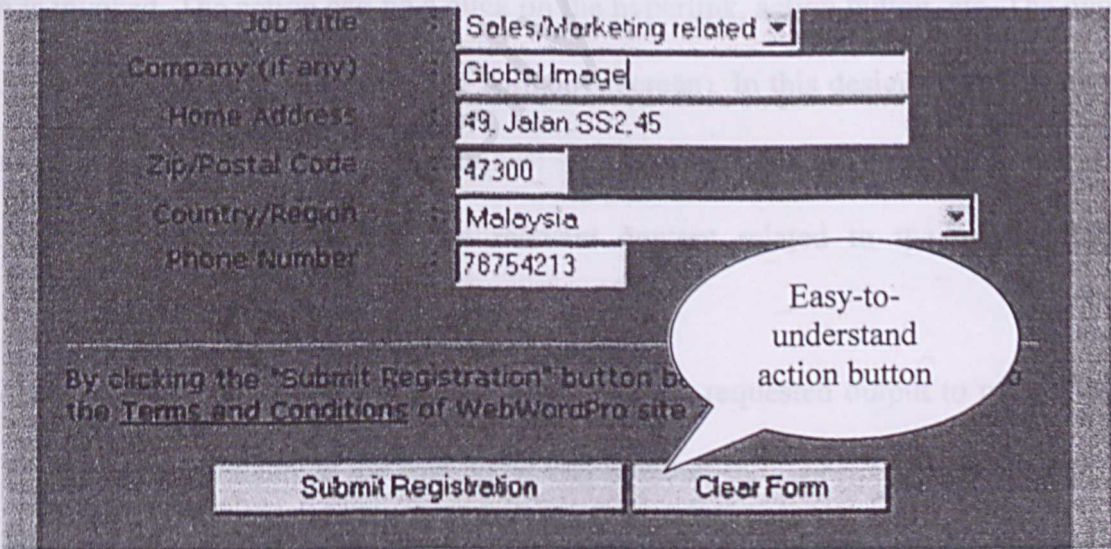 Job Title : Sales/Marketing related
Company (if any) : Global Image
Home Address : 49, Jalan SS2,45
Zip/Postal Code : 47300
Country/Region : Malaysia
Phone Number : 78754213
Easy-to-
understand
action button
By clicking the "Submit Registration" button
the Terms and Conditions of WebWordPro site
Submit Registration Clear Form